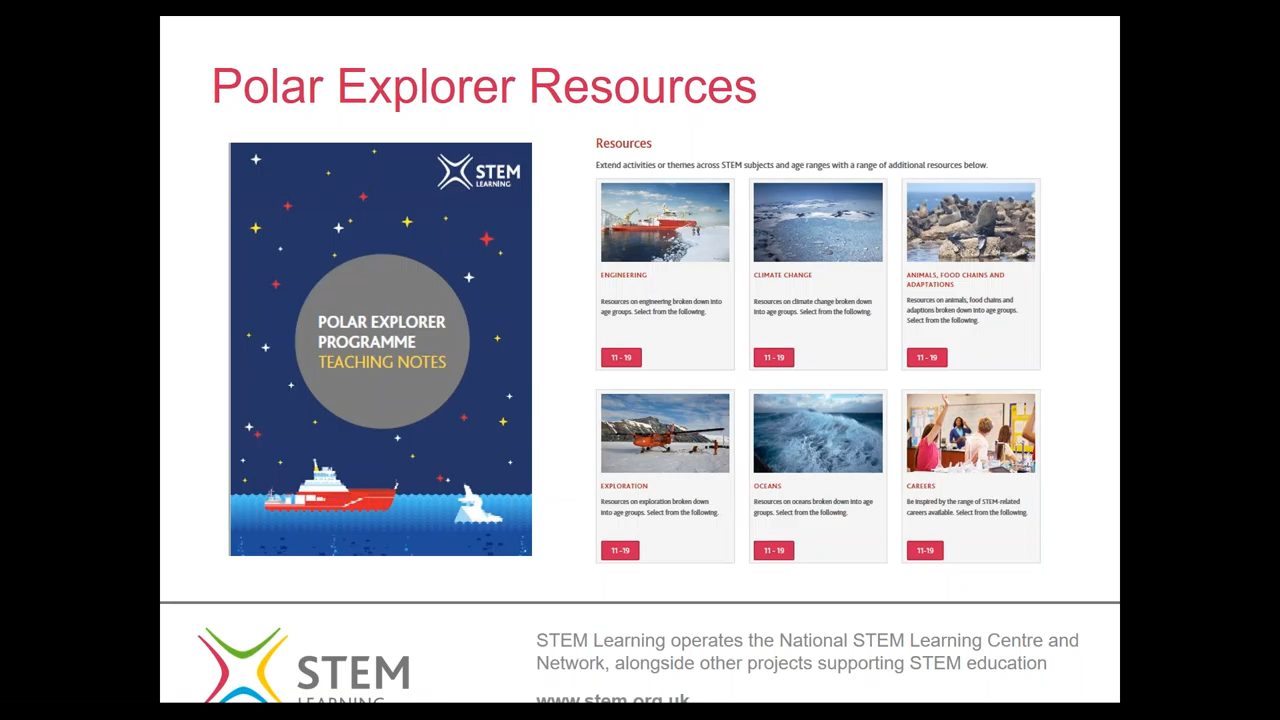 Polar Explorer Resources
STEM
LEARNING
POLAR EXPLORER
PROGRAMME
TEACHING NOTES
Resources
Extend activities or themes across STEM subjects and age ranges with a range of additional resources below.
ENGINEERING
Resources on engineering broken down into
age groups. Select from the following.
11 - 19
CLIMATE CHANGE
Resources on climate change broken down
into age groups. Select from the following.
11 - 19
ANIMALS, FOOD CHAINS AND
ADAPTATIONS
Resources on animals, food chains and
adaptions broken down into age groups.
Select from the following.
11 - 19
EXPLORATION
Resources on exploration broken down
into age groups. Select from the following.
11 -19
OCEANS
Resources on oceans broken down into age
groups. Select from the following.
11 - 19
CAREERS
Be inspired by the range of STEM-related
careers available. Select from the following.
11-19
STEM
LEARNING
STEM Learning operates the National STEM Learning Centre and
Network, alongside other projects supporting STEM education
www.stem.org.uk